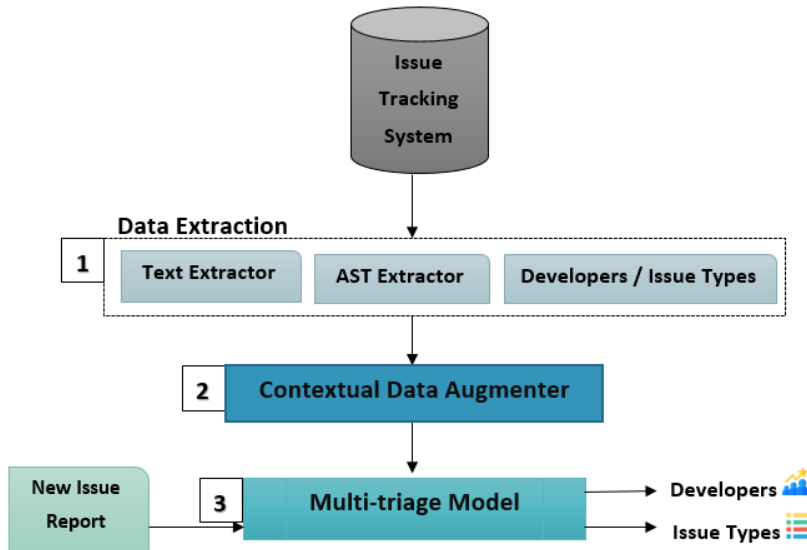 Issue
Tracking
System
Data Extraction
1
Text Extractor
AST Extractor
Developers / Issue Types
2
Contextual Data Augmenter
New Issue
Report
3
Multi-triage Model
Developers
Issue Types